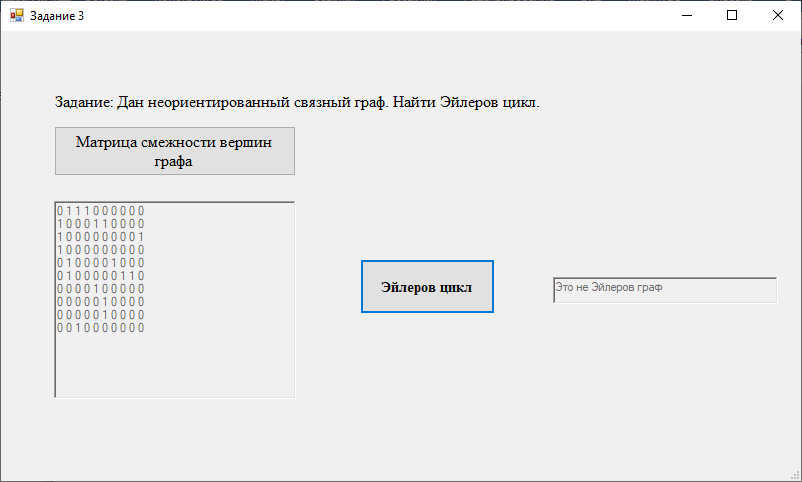 Задание 3
Задание: Дан неориентированный связный граф. Найти Эйлеров цикл.
Матрица смежности вершин
графа
0 1 1 1 0 0 0 0 0 0
1 0 0 0 1 1 0 0 0 0
1 0 0 0 0 0 0 0 0 1
1 0 0 0 0 0 0 0 0 0
0 1 0 0 0 0 1 0 0 0
0 1 0 0 0 0 0 1 1 0
0 0 0 0 1 0 0 0 0 0
0 0 0 0 0 1 0 0 0 0
0 0 0 0 0 1 0 0 0 0
0 0 1 0 0 0 0 0 0 0
Эйлеров цикл
Это не Эйлеров граф